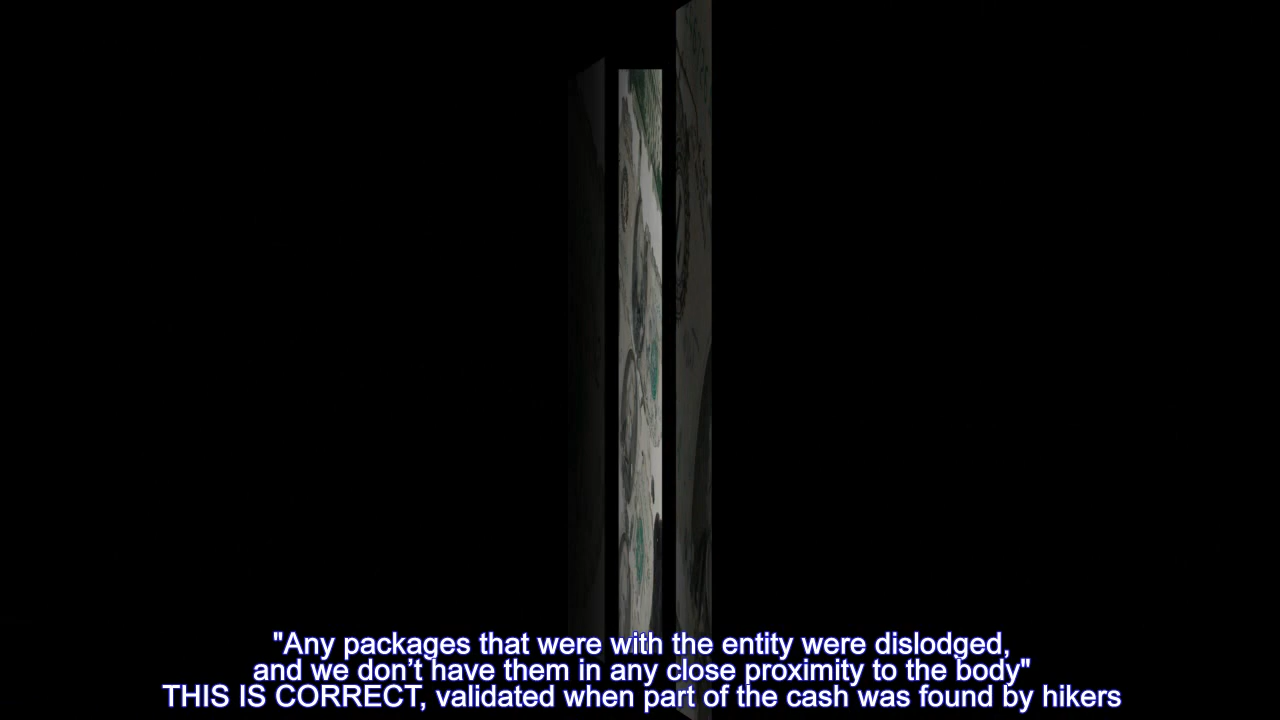 "Any packages that were with the entity were dislodged,
and we don’t have them in any close proximity to the body"
THIS IS CORRECT, validated when part of the cash was found by hikers